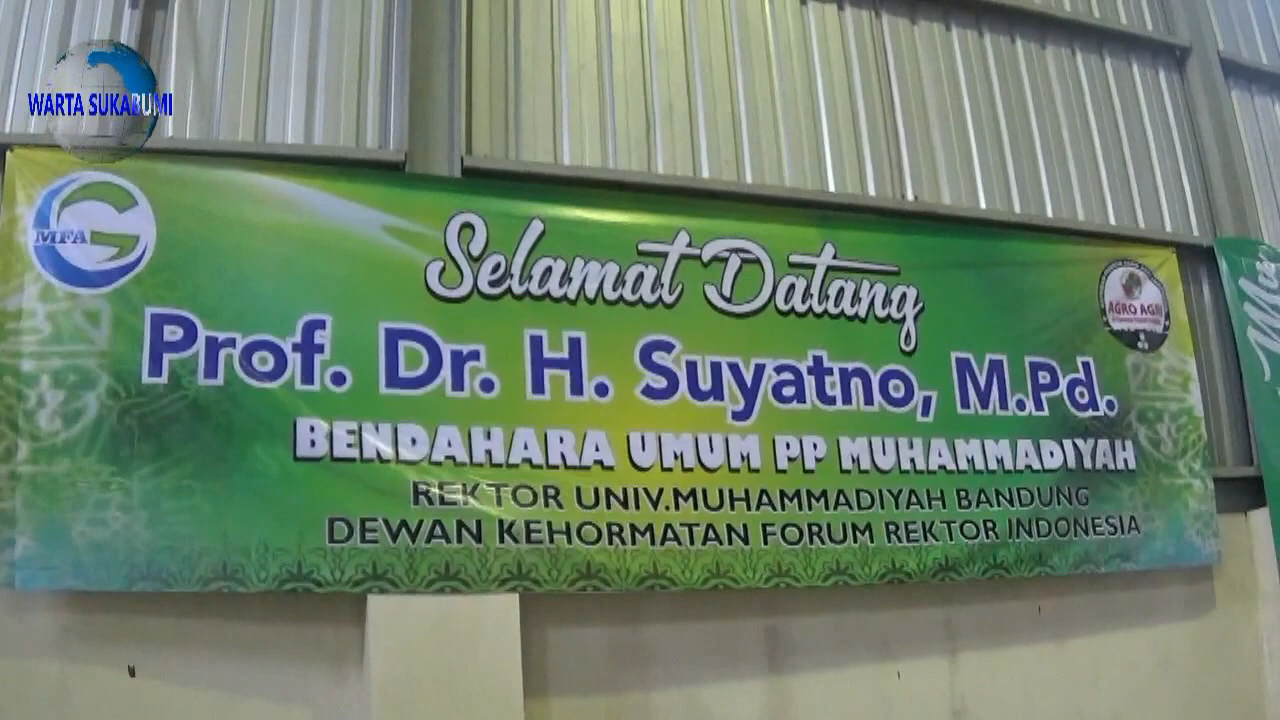 WARTA SUKABUMI
MFA
Selamat Datang
AGRO AGRI
Prof. Dr. H. Suyatno, M.Pd.
BENDAHARA UMUM PP MUHAMMADIYAH
REKTOR UNIV.MUHAMMADIYAH BANDUNG
DEWAN KEHORMATAN FORUM REKTOR INDONESIA